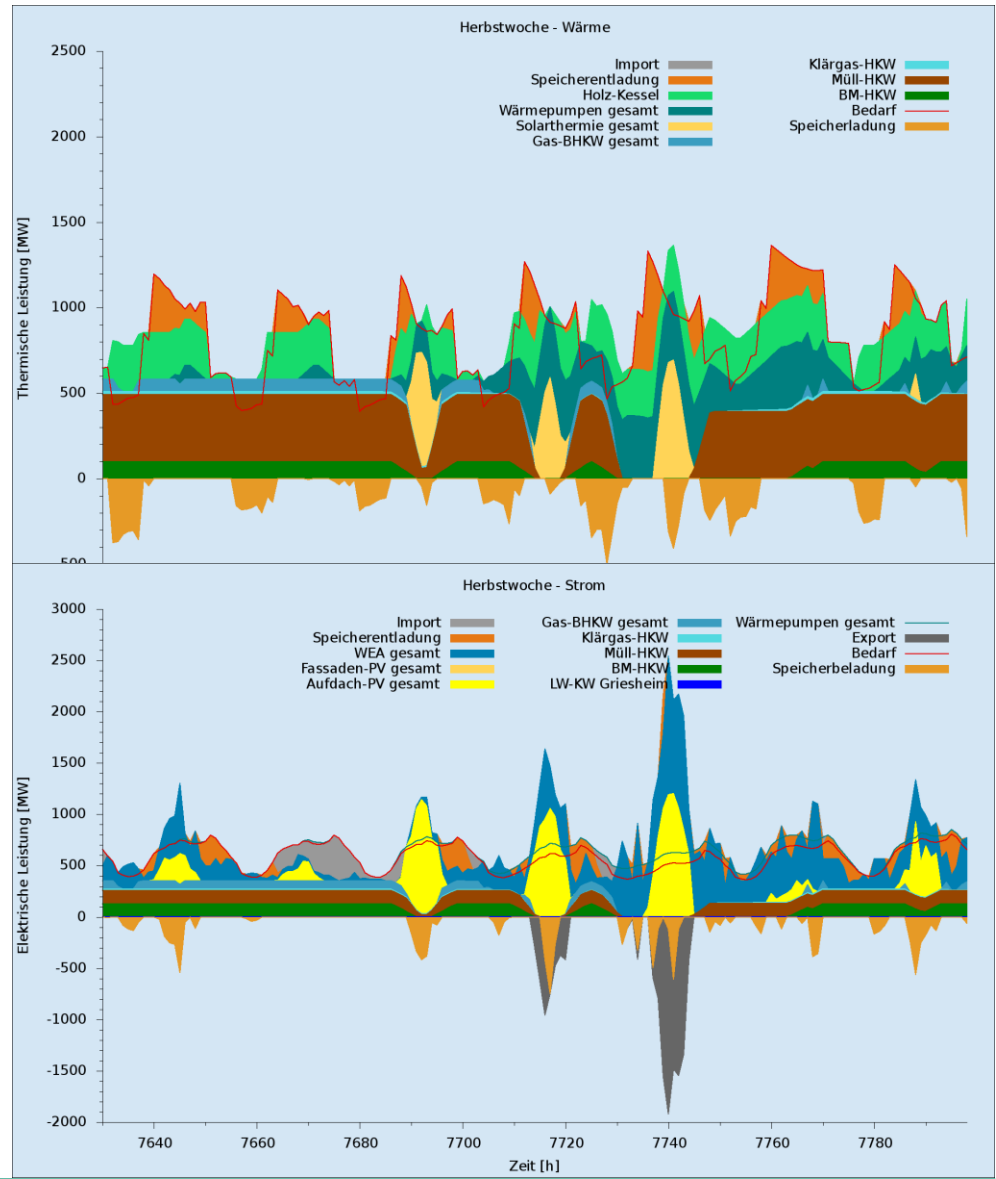 Herbstwoche - Wärme
2500
2000
1500
1000
500
0
500
Thermische Leistung [MW]
Import
Speicherentladung
Holz-Kessel
Wärmepumpen gesamt
Solarthermie gesamt
Gas-BHKW gesamt
Klärgas-HKW
Müll-HKW
BM-HKW
Bedarf
Speicherladung
Herbstwoche - Strom
3000
2500
2000
1500
1000
500
0
-500
-1000
-1500
-2000
Elektrische Leistung [MW]
Import
Speicherentladung
WEA gesamt
Fassaden-PV gesamt
Aufdach-PV gesamt
Gas-BHKW gesamt
Klärgas-HKW
Müll-HKW
BM-HKW
LW-KW Griesheim
Wärmepumpen gesamt
Export
Bedarf
Speicherbeladung
7640 7660 7680 7700 7720 7740 7760 7780
Zeit [h]